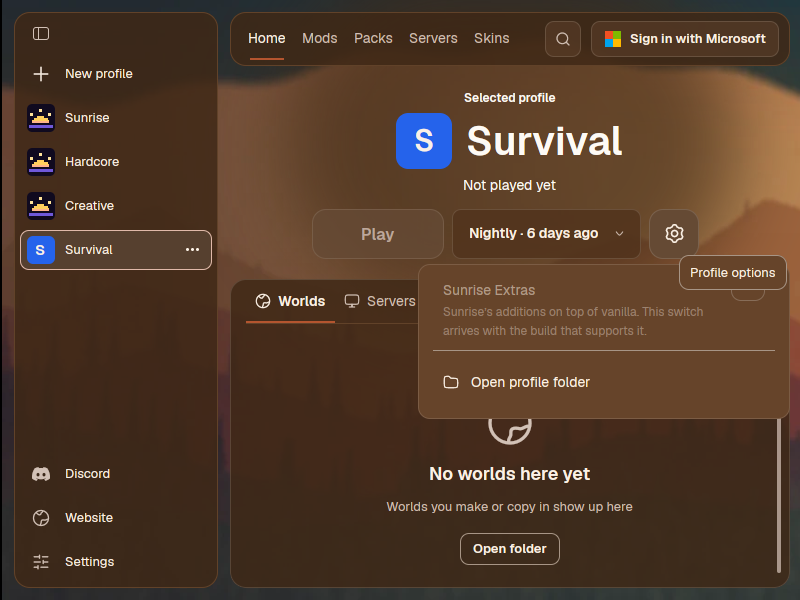 New profile
Sunrise
Hardcore
Creative
S
Survival
Discord
Website
Settings
Home
Mods
Packs
Servers
Skins
Sign in with Microsoft
Selected profile
S
Survival
Not played yet
Play
Nightly · 6 days ago
Profile options
Worlds
Servers
Sunrise Extras
Sunrise's additions on top of vanilla. This switch
arrives with the build that supports it.
Open profile folder
No worlds here yet
Worlds you make or copy in show up here
Open folder